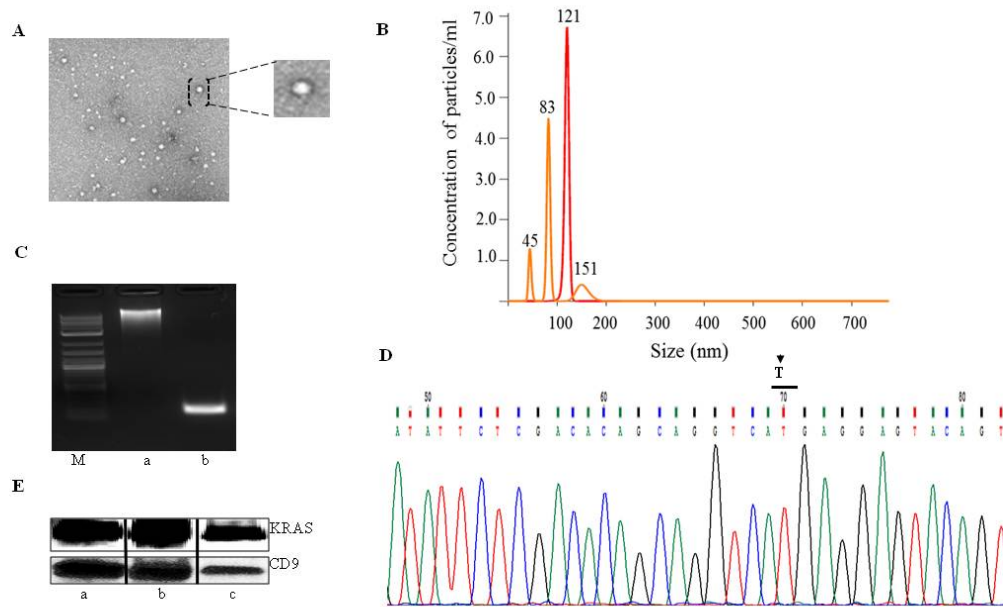 A
B
Concentration of particles/ml
7.0
6.0
5.0
4.0
3.0
2.0
1.0
45
83
121
151
100 200 300 400 500 600 700
Size (nm)
C
M a b
D
T
50 60 70 80
A T A T T C T C G A C A C A G C A G G T C A T G A G G A G T A C A G T
E
KRAS
CD9
a b c